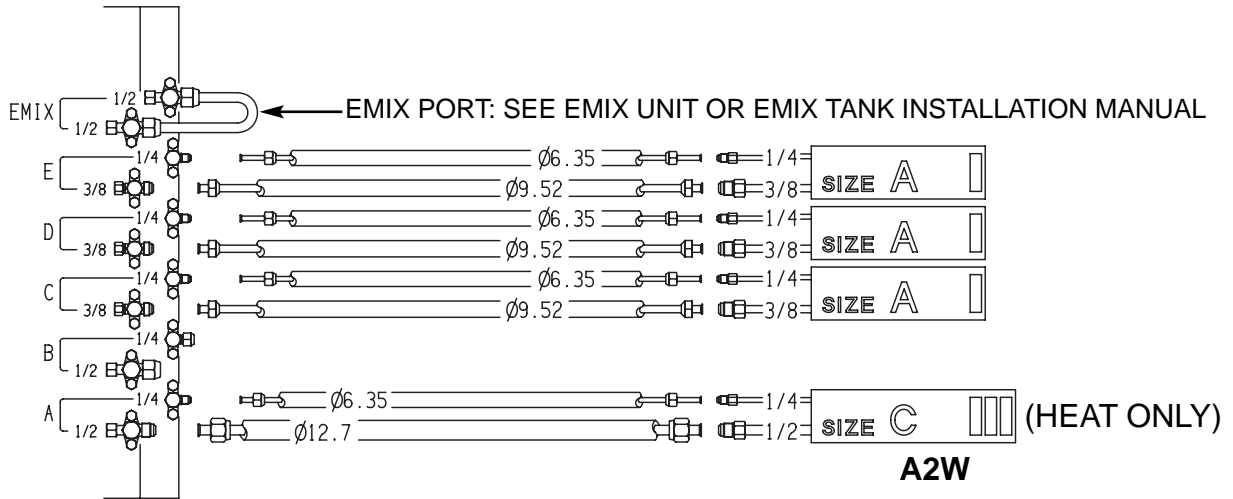 EMIX
1/2
1/2
EMIX PORT: SEE EMIX UNIT OR EMIX TANK INSTALLATION MANUAL
E
1/4
3/8
Ø6.35
Ø9.52
1/4
3/8
SIZE A
D
1/4
3/8
Ø6.35
Ø9.52
1/4
3/8
SIZE A
C
1/4
3/8
Ø6.35
Ø9.52
1/4
3/8
SIZE A
B
1/4
1/2
A
1/4
1/2
Ø6.35
Ø12.7
1/4
1/2
SIZE C
(HEAT ONLY)
A2W